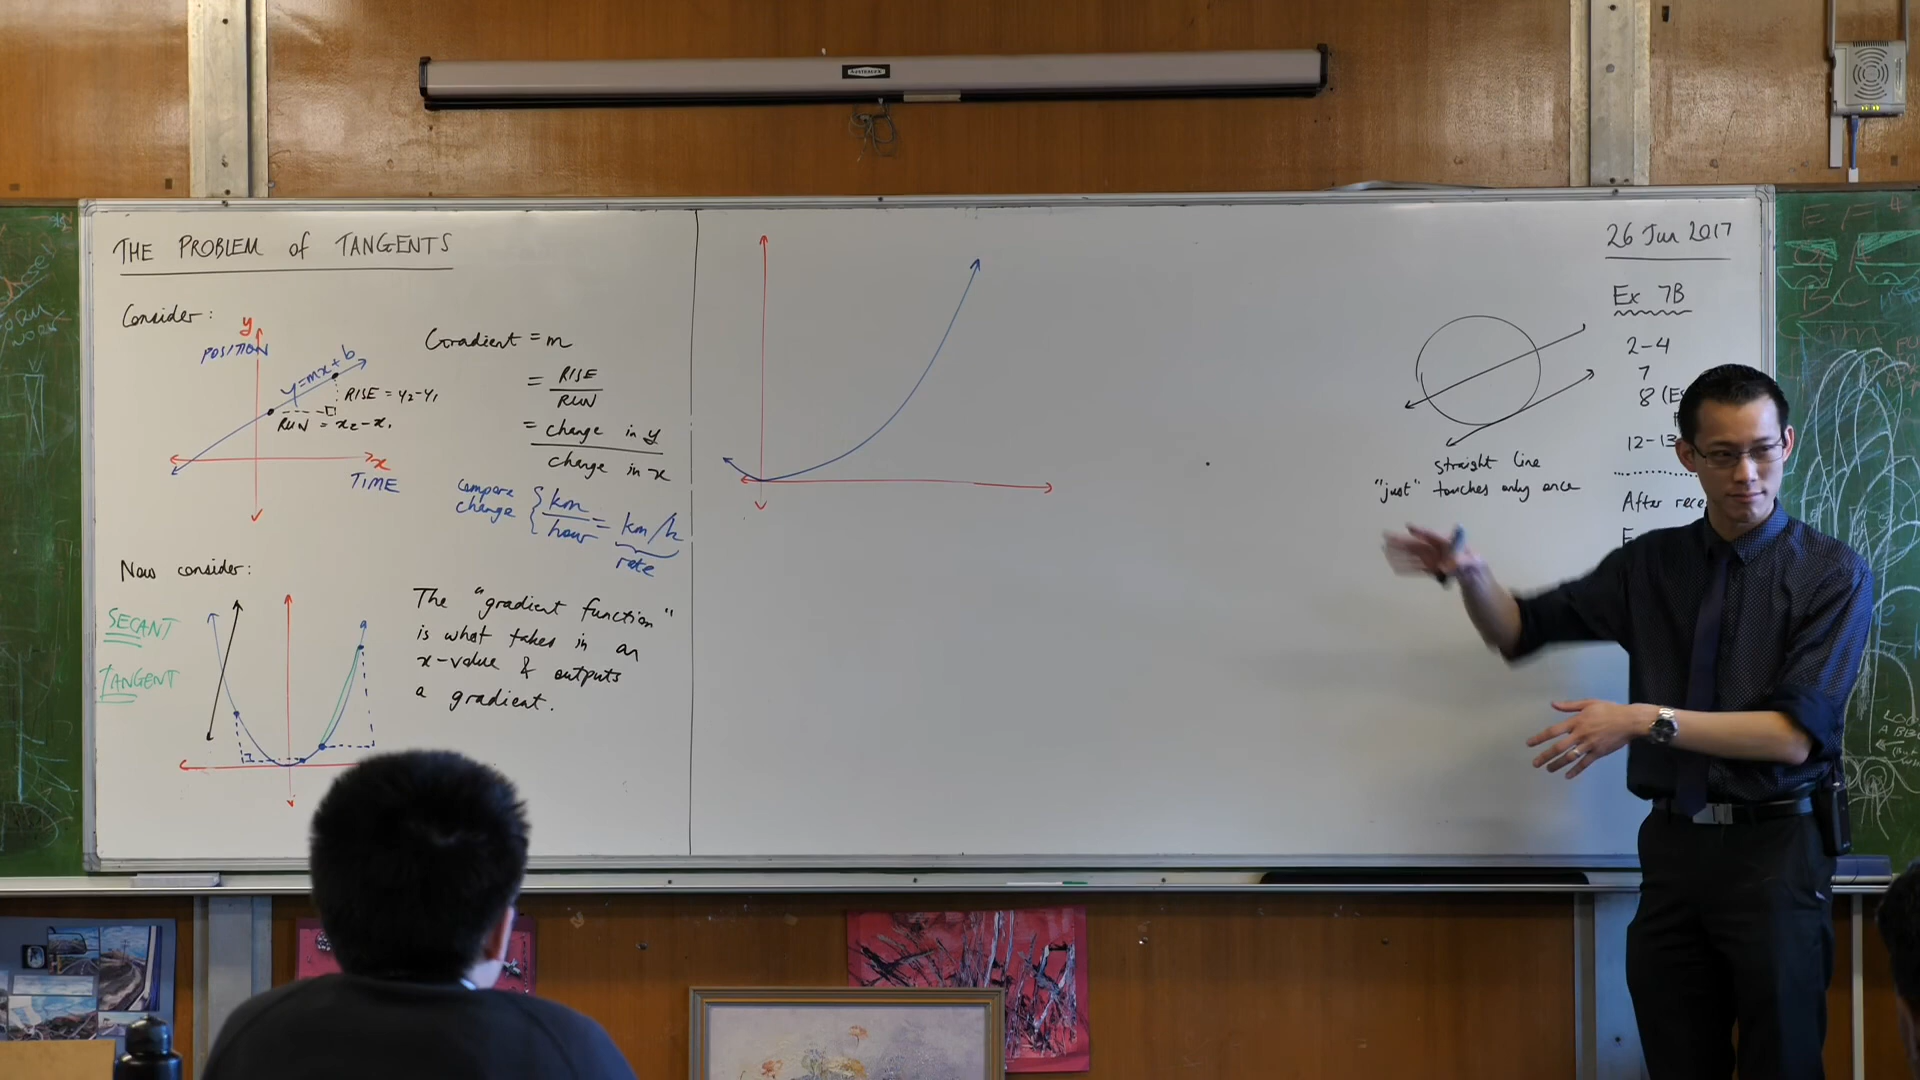 THE PROBLEM of TANGENTS
Consider:
y
POSITION
y=mx+b
RISE = y₂-y₁
RUN = x₂-x₁
x
TIME
Gradient = m
= RISE
RUN
= change in y
change in x
compare
change
km
hour
= km/h
rate
Now consider:
SECANT
TANGENT
The "gradient function"
is what takes in an
x-value & outputs
a gradient.
straight line
"just" touches only once
26 Jun 2017
Ex 7B
2-4
7
8
12-13
After